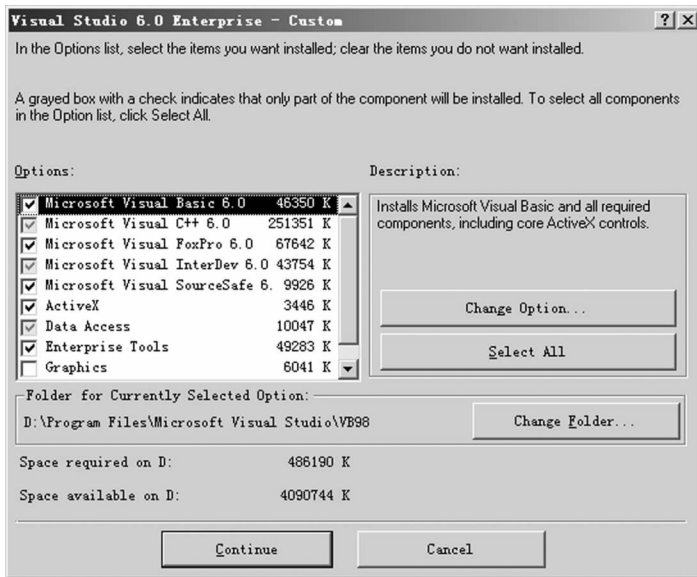 Visual Studio 6.0 Enterprise - Custom
In the Options list, select the items you want installed; clear the items you do not want installed.
A grayed box with a check indicates that only part of the component will be installed. To select all components
in the Option list, click Select All.
Options:
Microsoft Visual Basic 6.0 46350 K
Microsoft Visual C++ 6.0 251351 K
Microsoft Visual FoxPro 6.0 67642 K
Microsoft Visual InterDev 6.0 43754 K
Microsoft Visual SourceSafe 6. 9926 K
ActiveX 3446 K
Data Access 10047 K
Enterprise Tools 49283 K
Graphics 6041 K
Description:
Installs Microsoft Visual Basic and all required
components, including core ActiveX controls.
Change Option...
Select All
Folder for Currently Selected Option:
D:\Program Files\Microsoft Visual Studio\VB98
Change Folder...
Space required on D: 486190 K
Space available on D: 4090744 K
Continue
Cancel